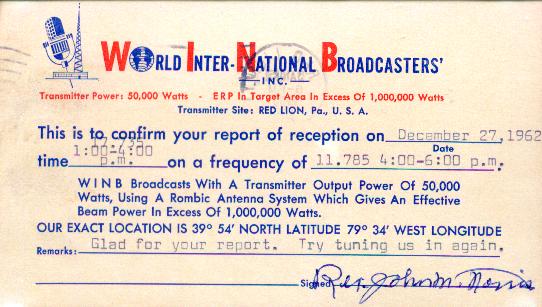 WORLD INTER-NATIONAL BROADCASTERS'
INC.
Transmitter Power: 50,000 Watts - ERP In Target Area In Excess Of 1,000,000 Watts
Transmitter Site: RED LION, Pa., U. S. A.
This is to confirm your report of reception on December 27, 1962
Date
time 1:00-4:00 p.m. on a frequency of 11.785 4:00-6:00 p.m.
WINB Broadcasts With A Transmitter Output Power Of 50,000
Watts, Using A Rombic Antenna System Which Gives An Effective
Beam Power In Excess Of 1,000,000 Watts.
OUR EXACT LOCATION IS 39° 54' NORTH LATITUDE 79° 34' WEST LONGITUDE
Remarks: Glad for your report. Try tuning us in again.
Signed Rev. John M. Norris